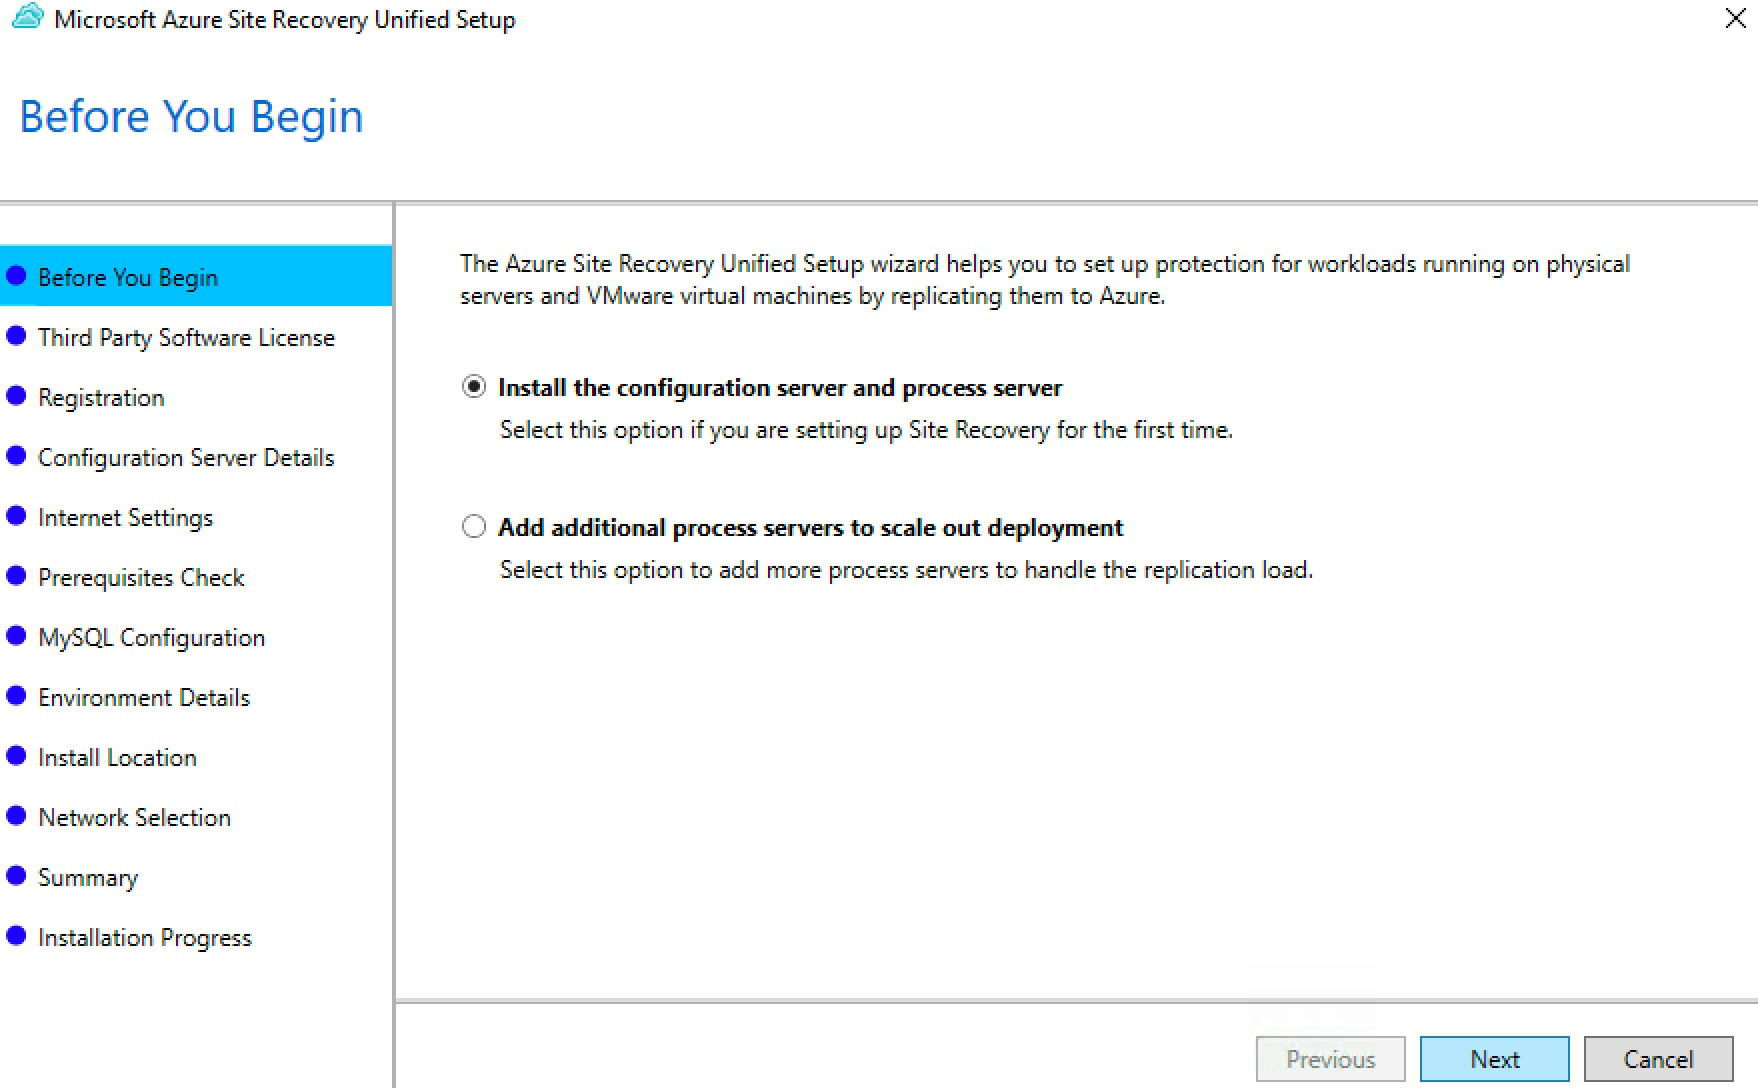 Microsoft Azure Site Recovery Unified Setup
Before You Begin
Before You Begin
Third Party Software License
Registration
Configuration Server Details
Internet Settings
Prerequisites Check
MySQL Configuration
Environment Details
Install Location
Network Selection
Summary
Installation Progress
The Azure Site Recovery Unified Setup wizard helps you to set up protection for workloads running on physical
servers and VMware virtual machines by replicating them to Azure.
Install the configuration server and process server
Select this option if you are setting up Site Recovery for the first time.
Add additional process servers to scale out deployment
Select this option to add more process servers to handle the replication load.
Previous
Next
Cancel